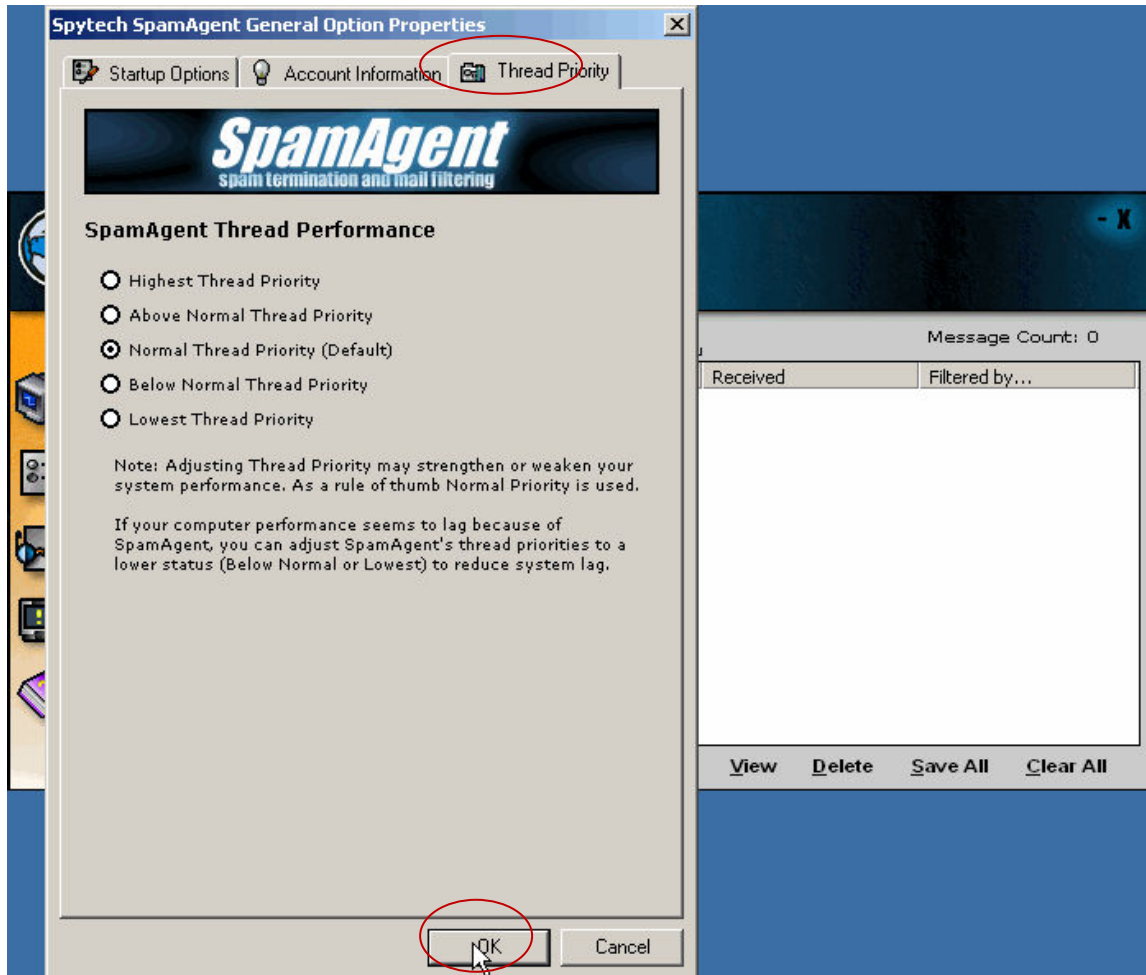 Spytech SpamAgent General Option Properties
Startup Options
Account Information
Thread Priority
SpamAgent
spam termination and mail filtering
SpamAgent Thread Performance
Highest Thread Priority
Above Normal Thread Priority
Normal Thread Priority (Default)
Below Normal Thread Priority
Lowest Thread Priority
Note: Adjusting Thread Priority may strengthen or weaken your
system performance. As a rule of thumb Normal Priority is used.
If your computer performance seems to lag because of
SpamAgent, you can adjust SpamAgent's thread priorities to a
lower status (Below Normal or Lowest) to reduce system lag.
OK
Cancel
- X
Message Count: 0
Received
Filtered by...
View
Delete
Save All
Clear All